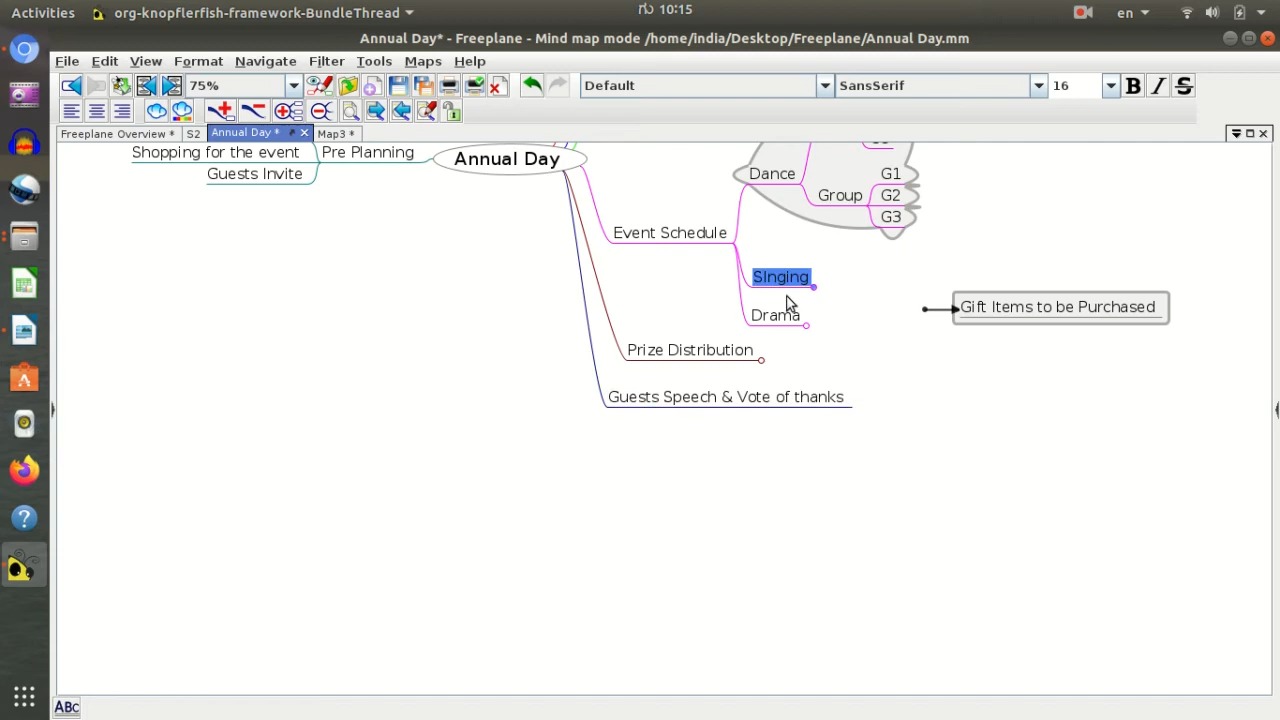 Activities org-knopflerfish-framework-BundleThread 10:15 en
Annual Day* - Freeplane - Mind map mode /home/india/Desktop/Freeplane/Annual Day.mm
File Edit View Format Navigate Filter Tools Maps Help
75% Default SansSerif 16 B I S
Freeplane Overview * S2 Annual Day * Map3 *
Shopping for the event Pre Planning Annual Day
Guests Invite Dance G1
Group G2
G3
Event Schedule
SInging
Gift Items to be Purchased
Drama
Prize Distribution
Guests Speech & Vote of thanks
ABC